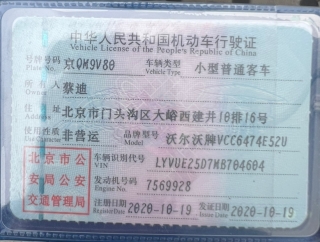 中华人民共和国机动车行驶证
Vehicle License of the People's Republic of China
号牌号码 京QM9V80 车辆类型 小型普通客车
Plate No. Vehicle Type
所有人 蔡迪
Owner
住址 北京市门头沟区大峪西建井10排16号
Address
使用性质 非营运 品牌型号 沃尔沃牌VCC6474E52U
Use Character Model
北京市公
安局公安
交通管理局
车辆识别代号 LYVUE25D7MB704604
VIN
发动机号码 7569928
Engine No.
注册日期 2020-10-19 发证日期 2020-10-19
Register Date Issue Date